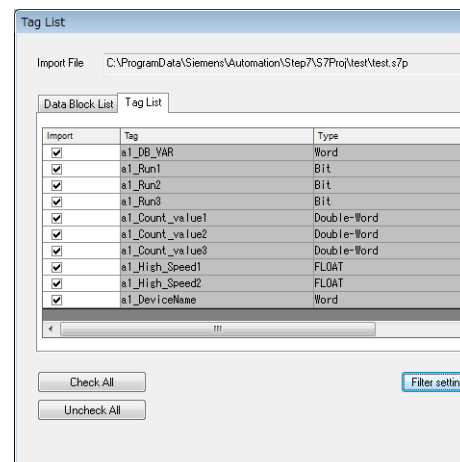 Tag List
Import File C:\ProgramData\Siemens\Automation\Step7\S7Proj\test\test.s7p
Data Block List Tag List
Import Tag Type
a1_DB_VAR Word
a1_Run1 Bit
a1_Run2 Bit
a1_Run3 Bit
a1_Count_value1 Double-Word
a1_Count_value2 Double-Word
a1_Count_value3 Double-Word
a1_High_Speed1 FLOAT
a1_High_Speed2 FLOAT
a1_DeviceName Word
Check All Filter settin
Uncheck All